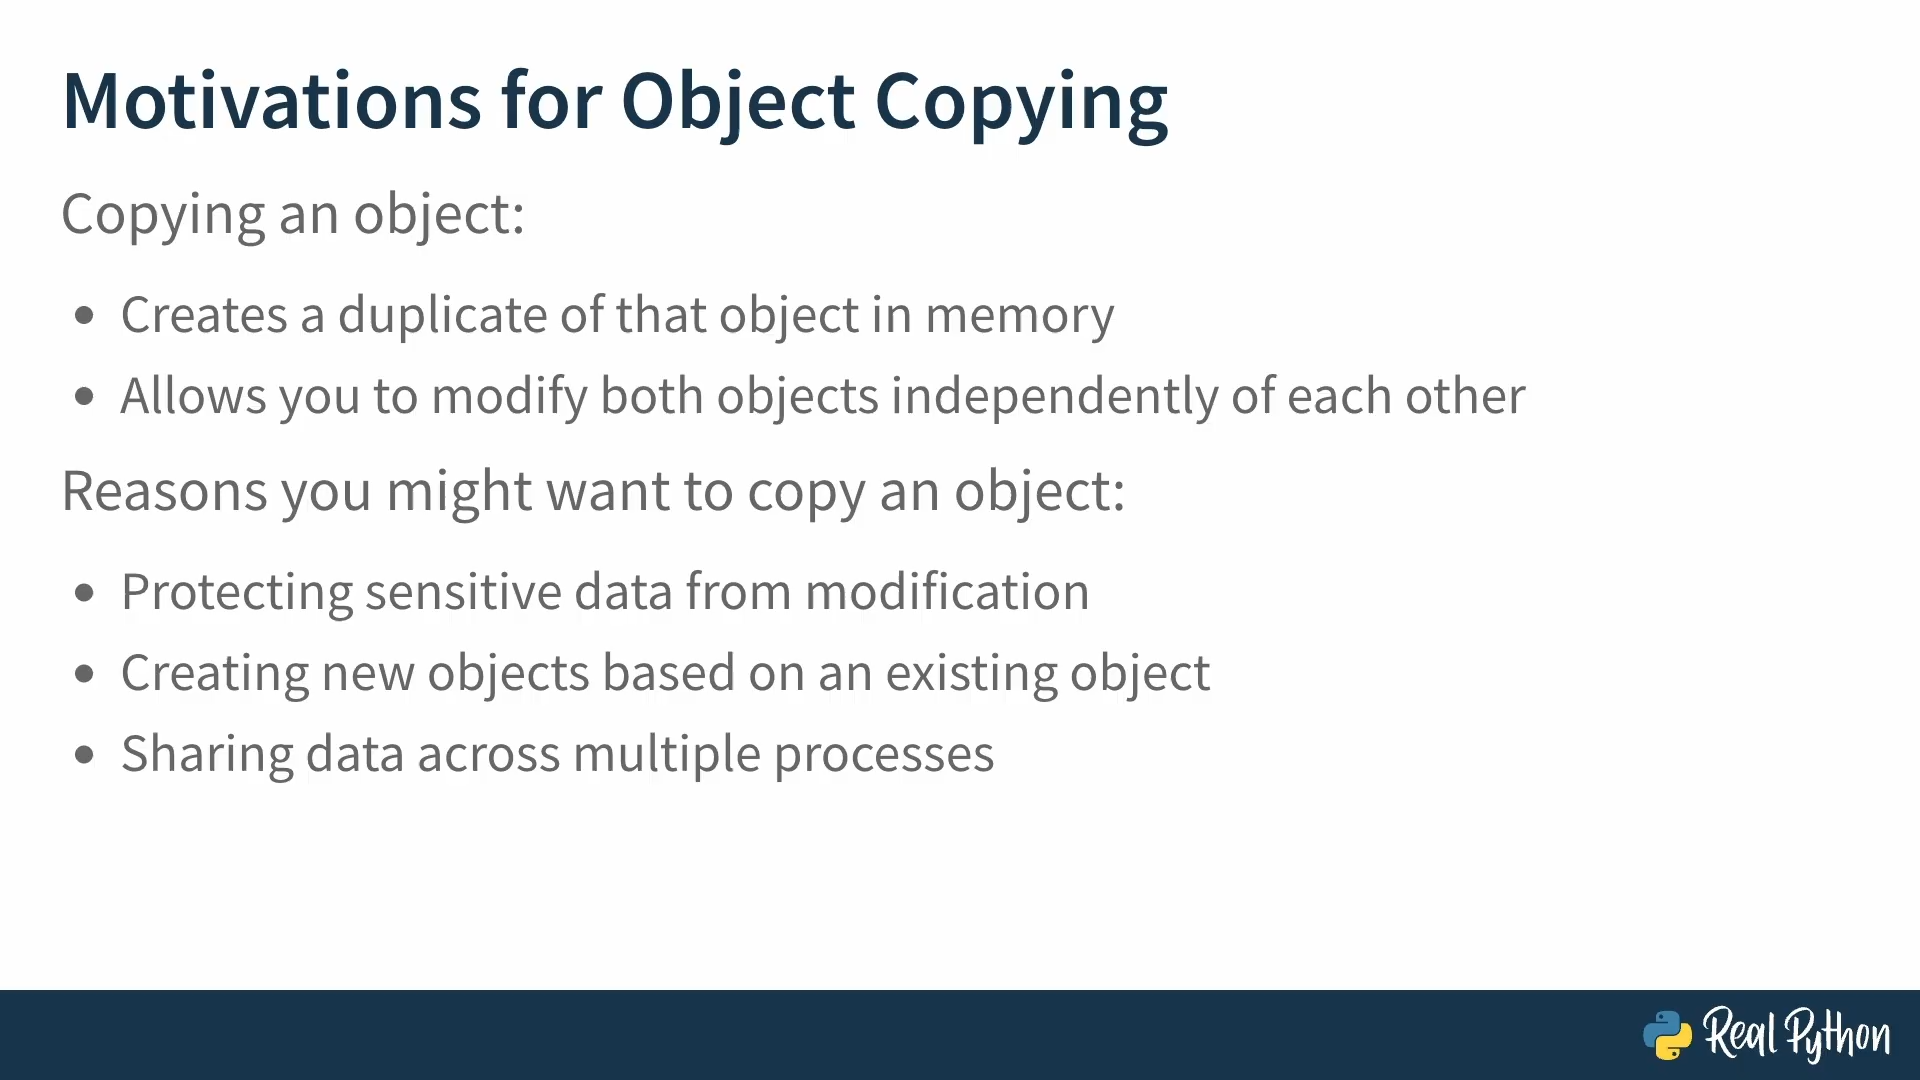 Motivations for Object Copying
Copying an object:
• Creates a duplicate of that object in memory
• Allows you to modify both objects independently of each other
Reasons you might want to copy an object:
• Protecting sensitive data from modification
• Creating new objects based on an existing object
• Sharing data across multiple processes
Real Python